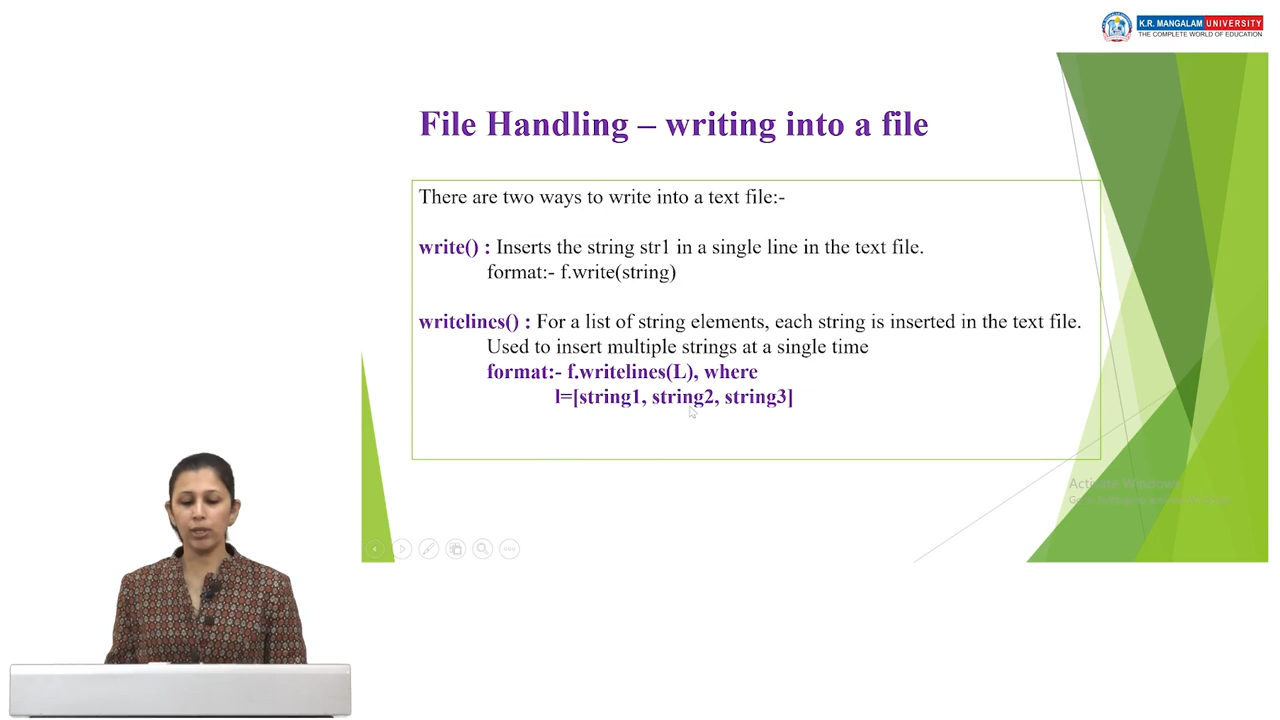 K.R. MANGALAM UNIVERSITY
THE COMPLETE WORLD OF EDUCATION
File Handling – writing into a file
There are two ways to write into a text file:-
write() : Inserts the string str1 in a single line in the text file.
format:- f.write(string)
writelines() : For a list of string elements, each string is inserted in the text file.
Used to insert multiple strings at a single time
format:- f.writelines(L), where
l=[string1, string2, string3]
Activate Windows